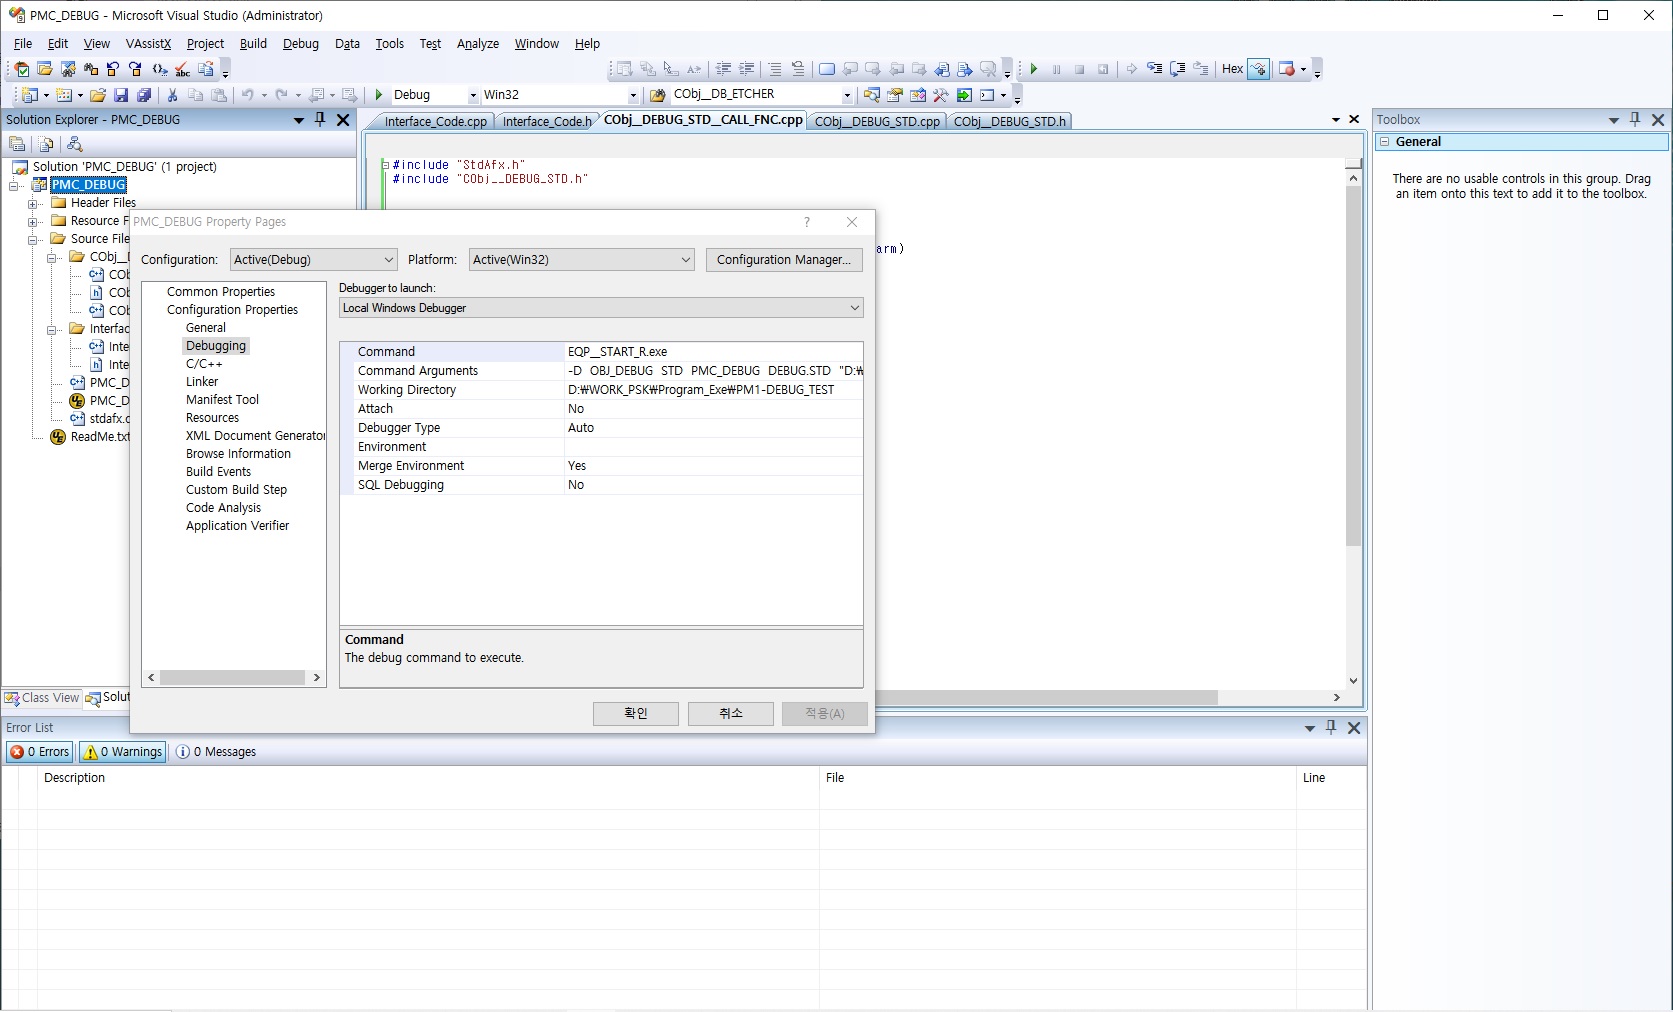 PMC_DEBUG - Microsoft Visual Studio (Administrator)
File Edit View VAssistX Project Build Debug Data Tools Test Analyze Window Help
Hex
Debug Win32 CObj__DB_ETCHER
Solution Explorer - PMC_DEBUG
Solution 'PMC_DEBUG' (1 project)
PMC_DEBUG
Header Files
Resource F
Source File
CObj__D
COb
COb
COb
Interfac
Inte
Inte
PMC_D
PMC_D
stdafx.c
ReadMe.txt
Class View Solut
Interface_Code.cpp Interface_Code.h CObj__DEBUG_STD__CALL_FNC.cpp CObj__DEBUG_STD.cpp CObj__DEBUG_STD.h
#include "StdAfx.h"
#include "CObj__DEBUG_STD.h"
arm)
PMC_DEBUG Property Pages
Configuration: Active(Debug) Platform: Active(Win32) Configuration Manager...
Common Properties
Configuration Properties
General
Debugging
C/C++
Linker
Manifest Tool
Resources
XML Document Generator
Browse Information
Build Events
Custom Build Step
Code Analysis
Application Verifier
Debugger to launch:
Local Windows Debugger
Command EQP__START_R.exe
Command Arguments -D OBJ_DEBUG STD PMC_DEBUG DEBUG.STD "D:₩
Working Directory D:₩WORK_PSK₩Program_Exe₩PM1-DEBUG_TEST
Attach No
Debugger Type Auto
Environment
Merge Environment Yes
SQL Debugging No
Command
The debug command to execute.
확인 취소 적용(A)
Toolbox
General
There are no usable controls in this group. Drag
an item onto this text to add it to the toolbox.
Error List
0 Errors 0 Warnings 0 Messages
Description File Line